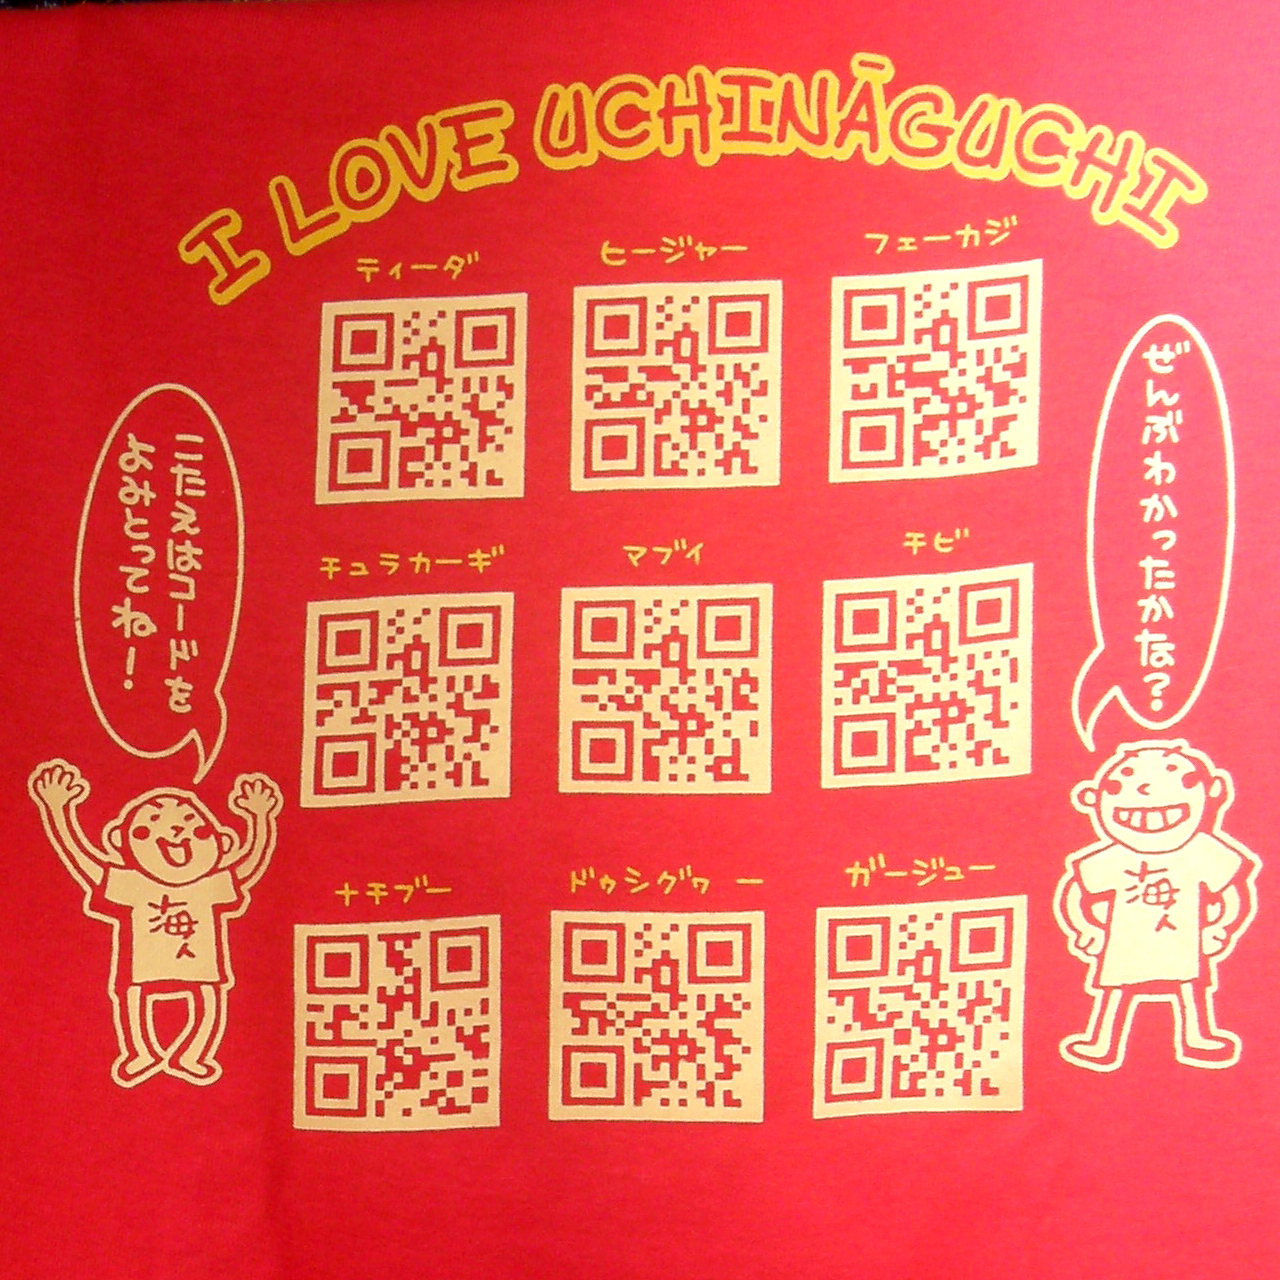 I LOVE UCHINĀGUCHI
ティーダ
ヒージャー
フェーカジ
こたえはコードを
よみとってね!
ぜんぶわかったかな?
チュラカーギ
マブイ
チビ
ナチブー
ドゥシグヮー
ガージュー
海人
海人